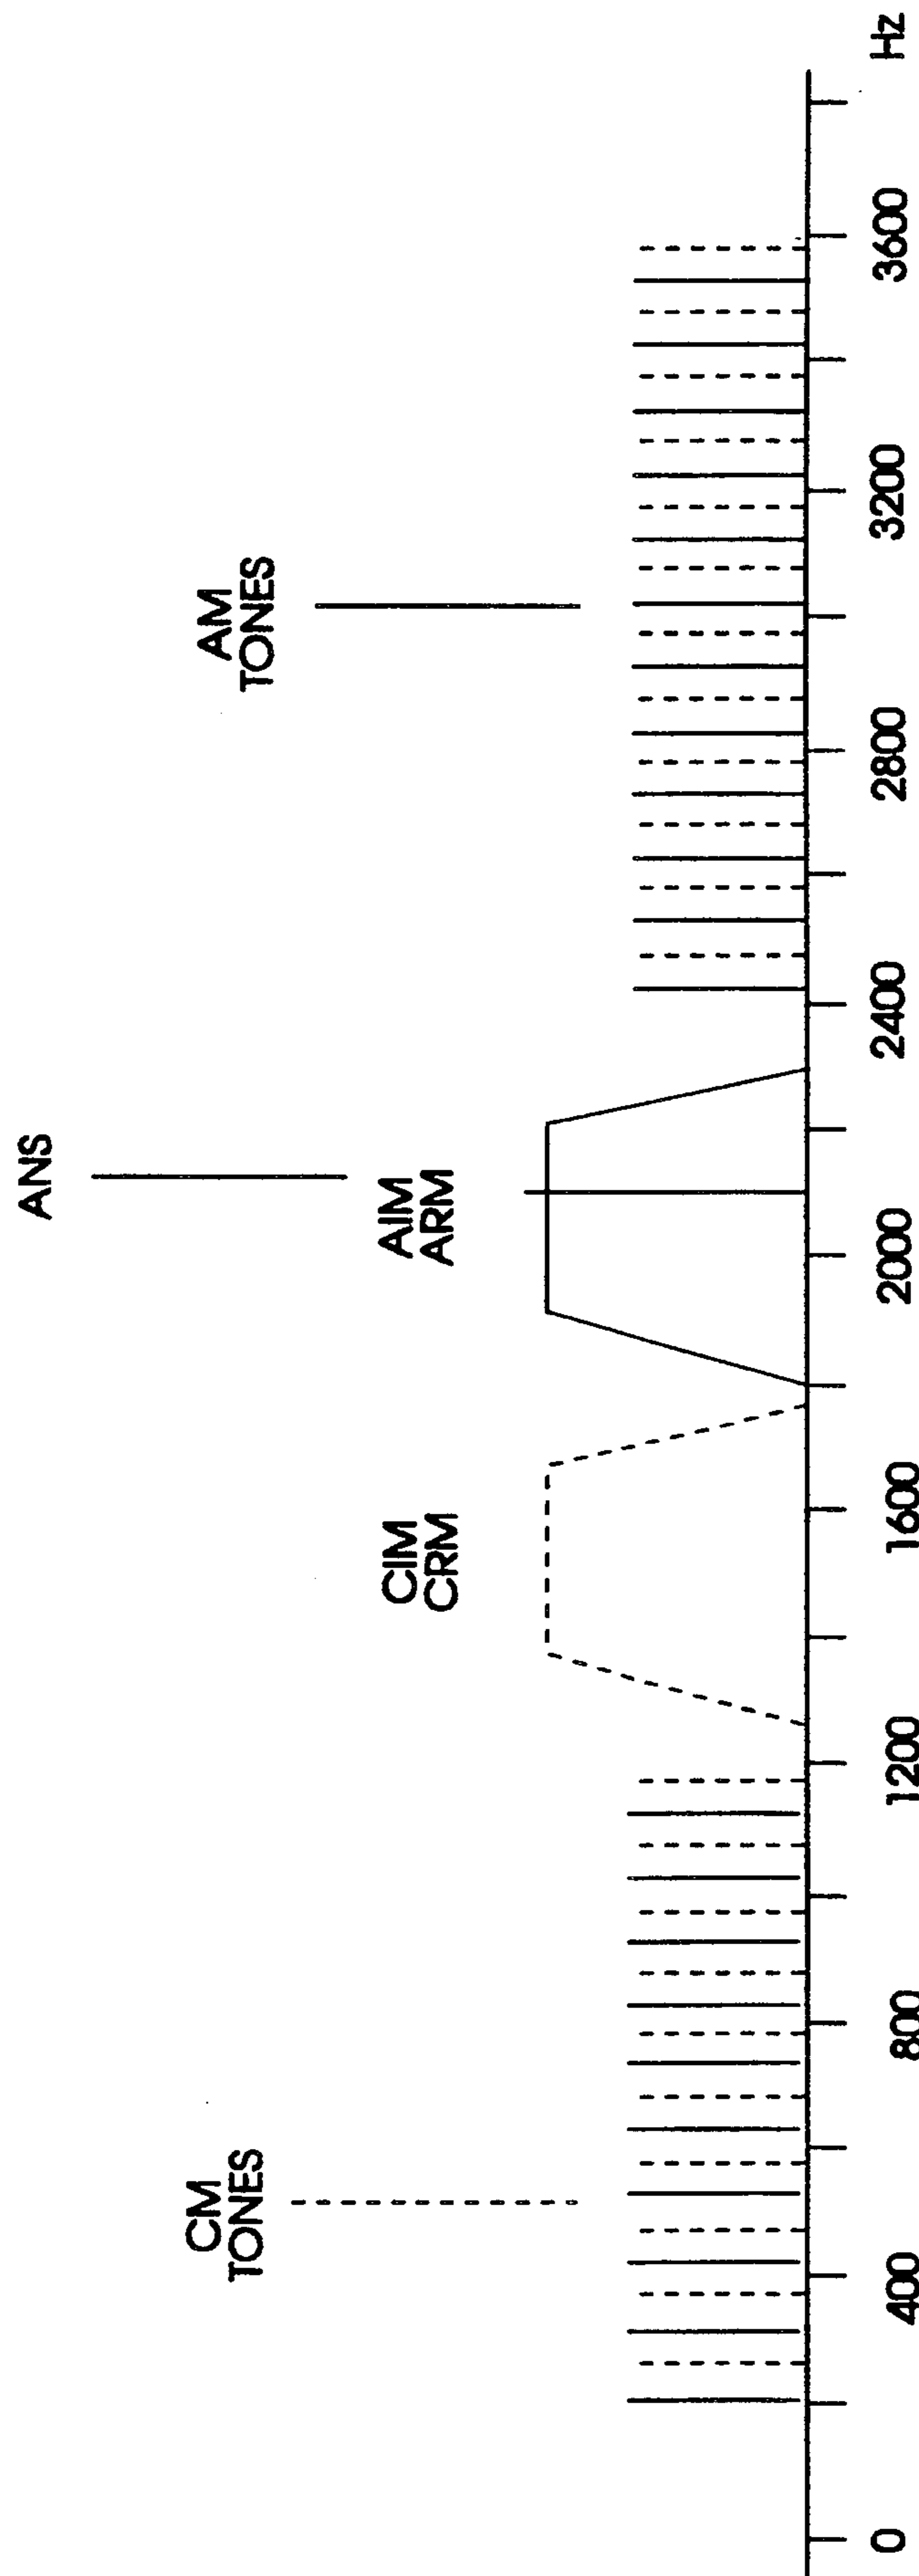 ANS
CM
TONES
CIM
CRM
AIM
ARM
AM
TONES
0
400
800
1200
1600
2000
2400
2800
3200
3600
Hz